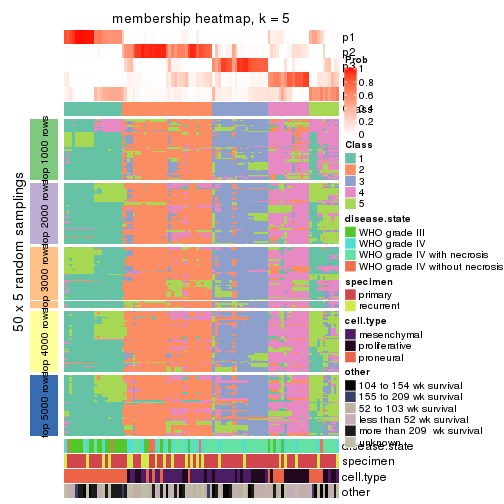 membership heatmap, k = 5
p1
p2
p3
Prob
1
0.8
0.6
0.4
0.2
0
Class
1
2
3
4
5
disease.state
WHO grade III
WHO grade IV
WHO grade IV with necrosis
WHO grade IV without necrosis
specimen
primary
recurrent
cell.type
mesenchymal
proliferative
proneural
other
104 to 154 wk survival
155 to 209 wk survival
52 to 103 wk survival
less than 52 wk survival
more than 209 wk survival
unknown
disease.state
specimen
cell.type
other
50 x 5 random samplings
top 1000 rows
top 2000 rows
top 3000 rows
top 4000 rows
top 5000 rows